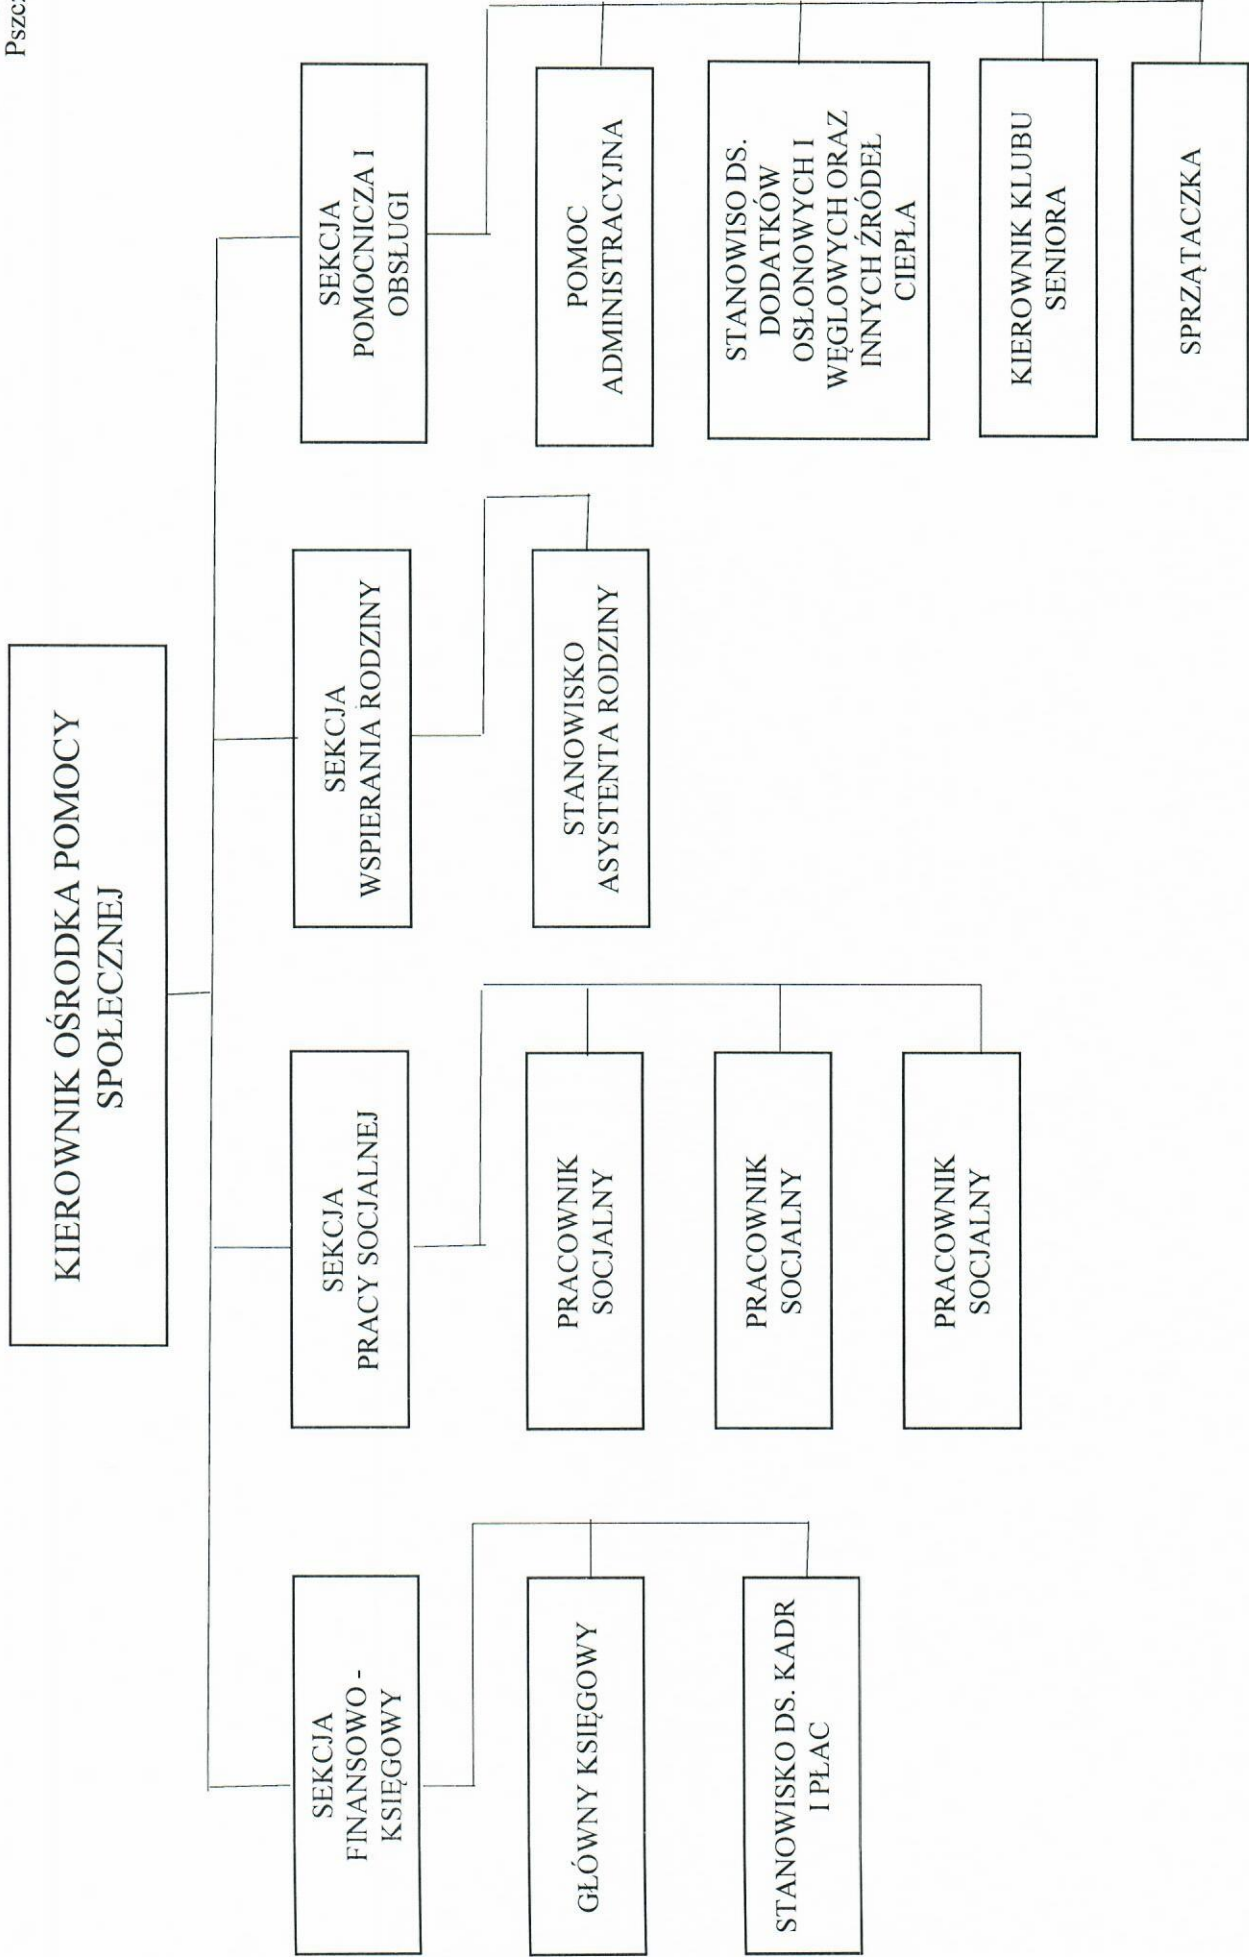 KIEROWNIK OŚRODKA POMOCY
SPOŁECZNEJ
SEKCJA
FINANSOWO -
KSIĘGOWY
SEKCJA
PRACY SOCJALNEJ
SEKCJA
WSPIERANIA RODZINY
SEKCJA
POMOCNICZA I
OBSŁUGI
GŁÓWNY KSIĘGOWY
STANOWISKO DS. KADR
I PŁAC
PRACOWNIK
SOCJALNY
PRACOWNIK
SOCJALNY
PRACOWNIK
SOCJALNY
STANOWISKO
ASYSTENTA RODZINY
POMOC
ADMINISTRACYJNA
STANOWISO DS.
DODATKÓW
OSŁONOWYCH I
WĘGLOWYCH ORAZ
INNYCH ŹRÓDEŁ
CIEPŁA
KIEROWNIK KLUBU
SENIORA
SPRZĄTACZKA